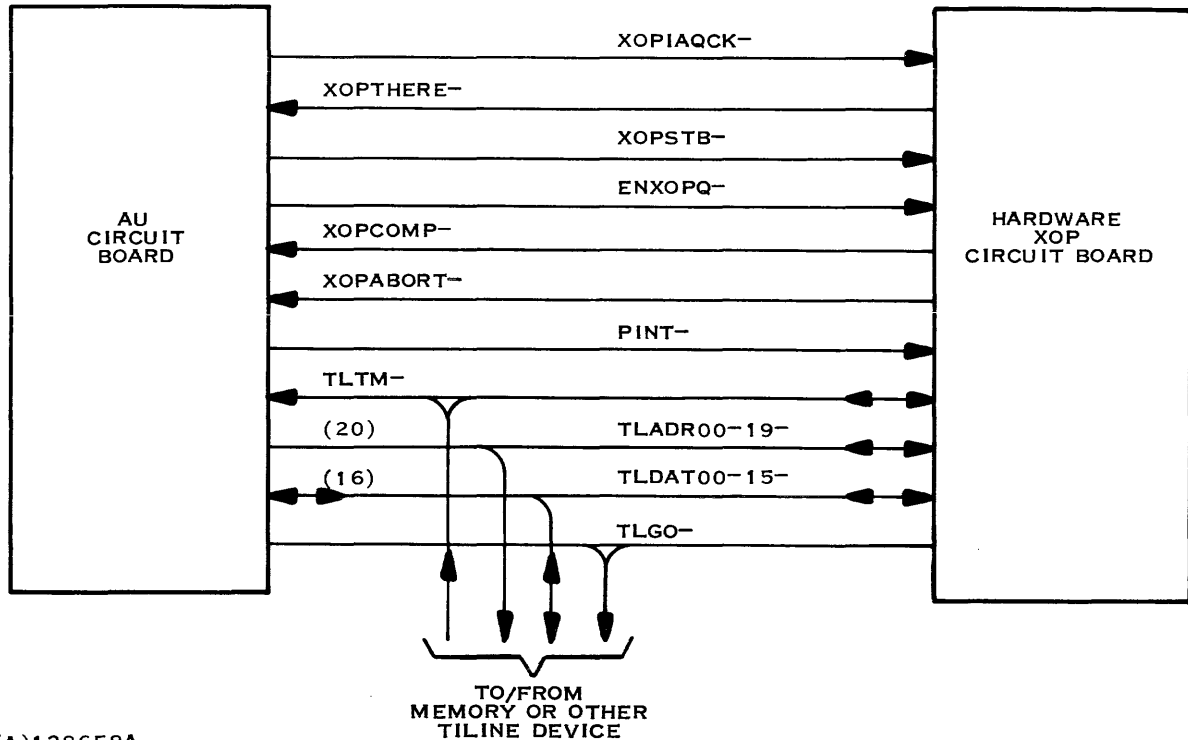 XOPIAQCK-
XOPTHERE-
XOPSTB-
ENXOPQ-
AU
CIRCUIT
BOARD
HARDWARE
XOP
CIRCUIT BOARD
XOPCOMP-
XOPABORT-
PINT-
TLTM-
(20) TLADR00-19-
(16) TLDAT00-15-
TLGO-
TO/FROM
MEMORY OR OTHER
TILINE DEVICE